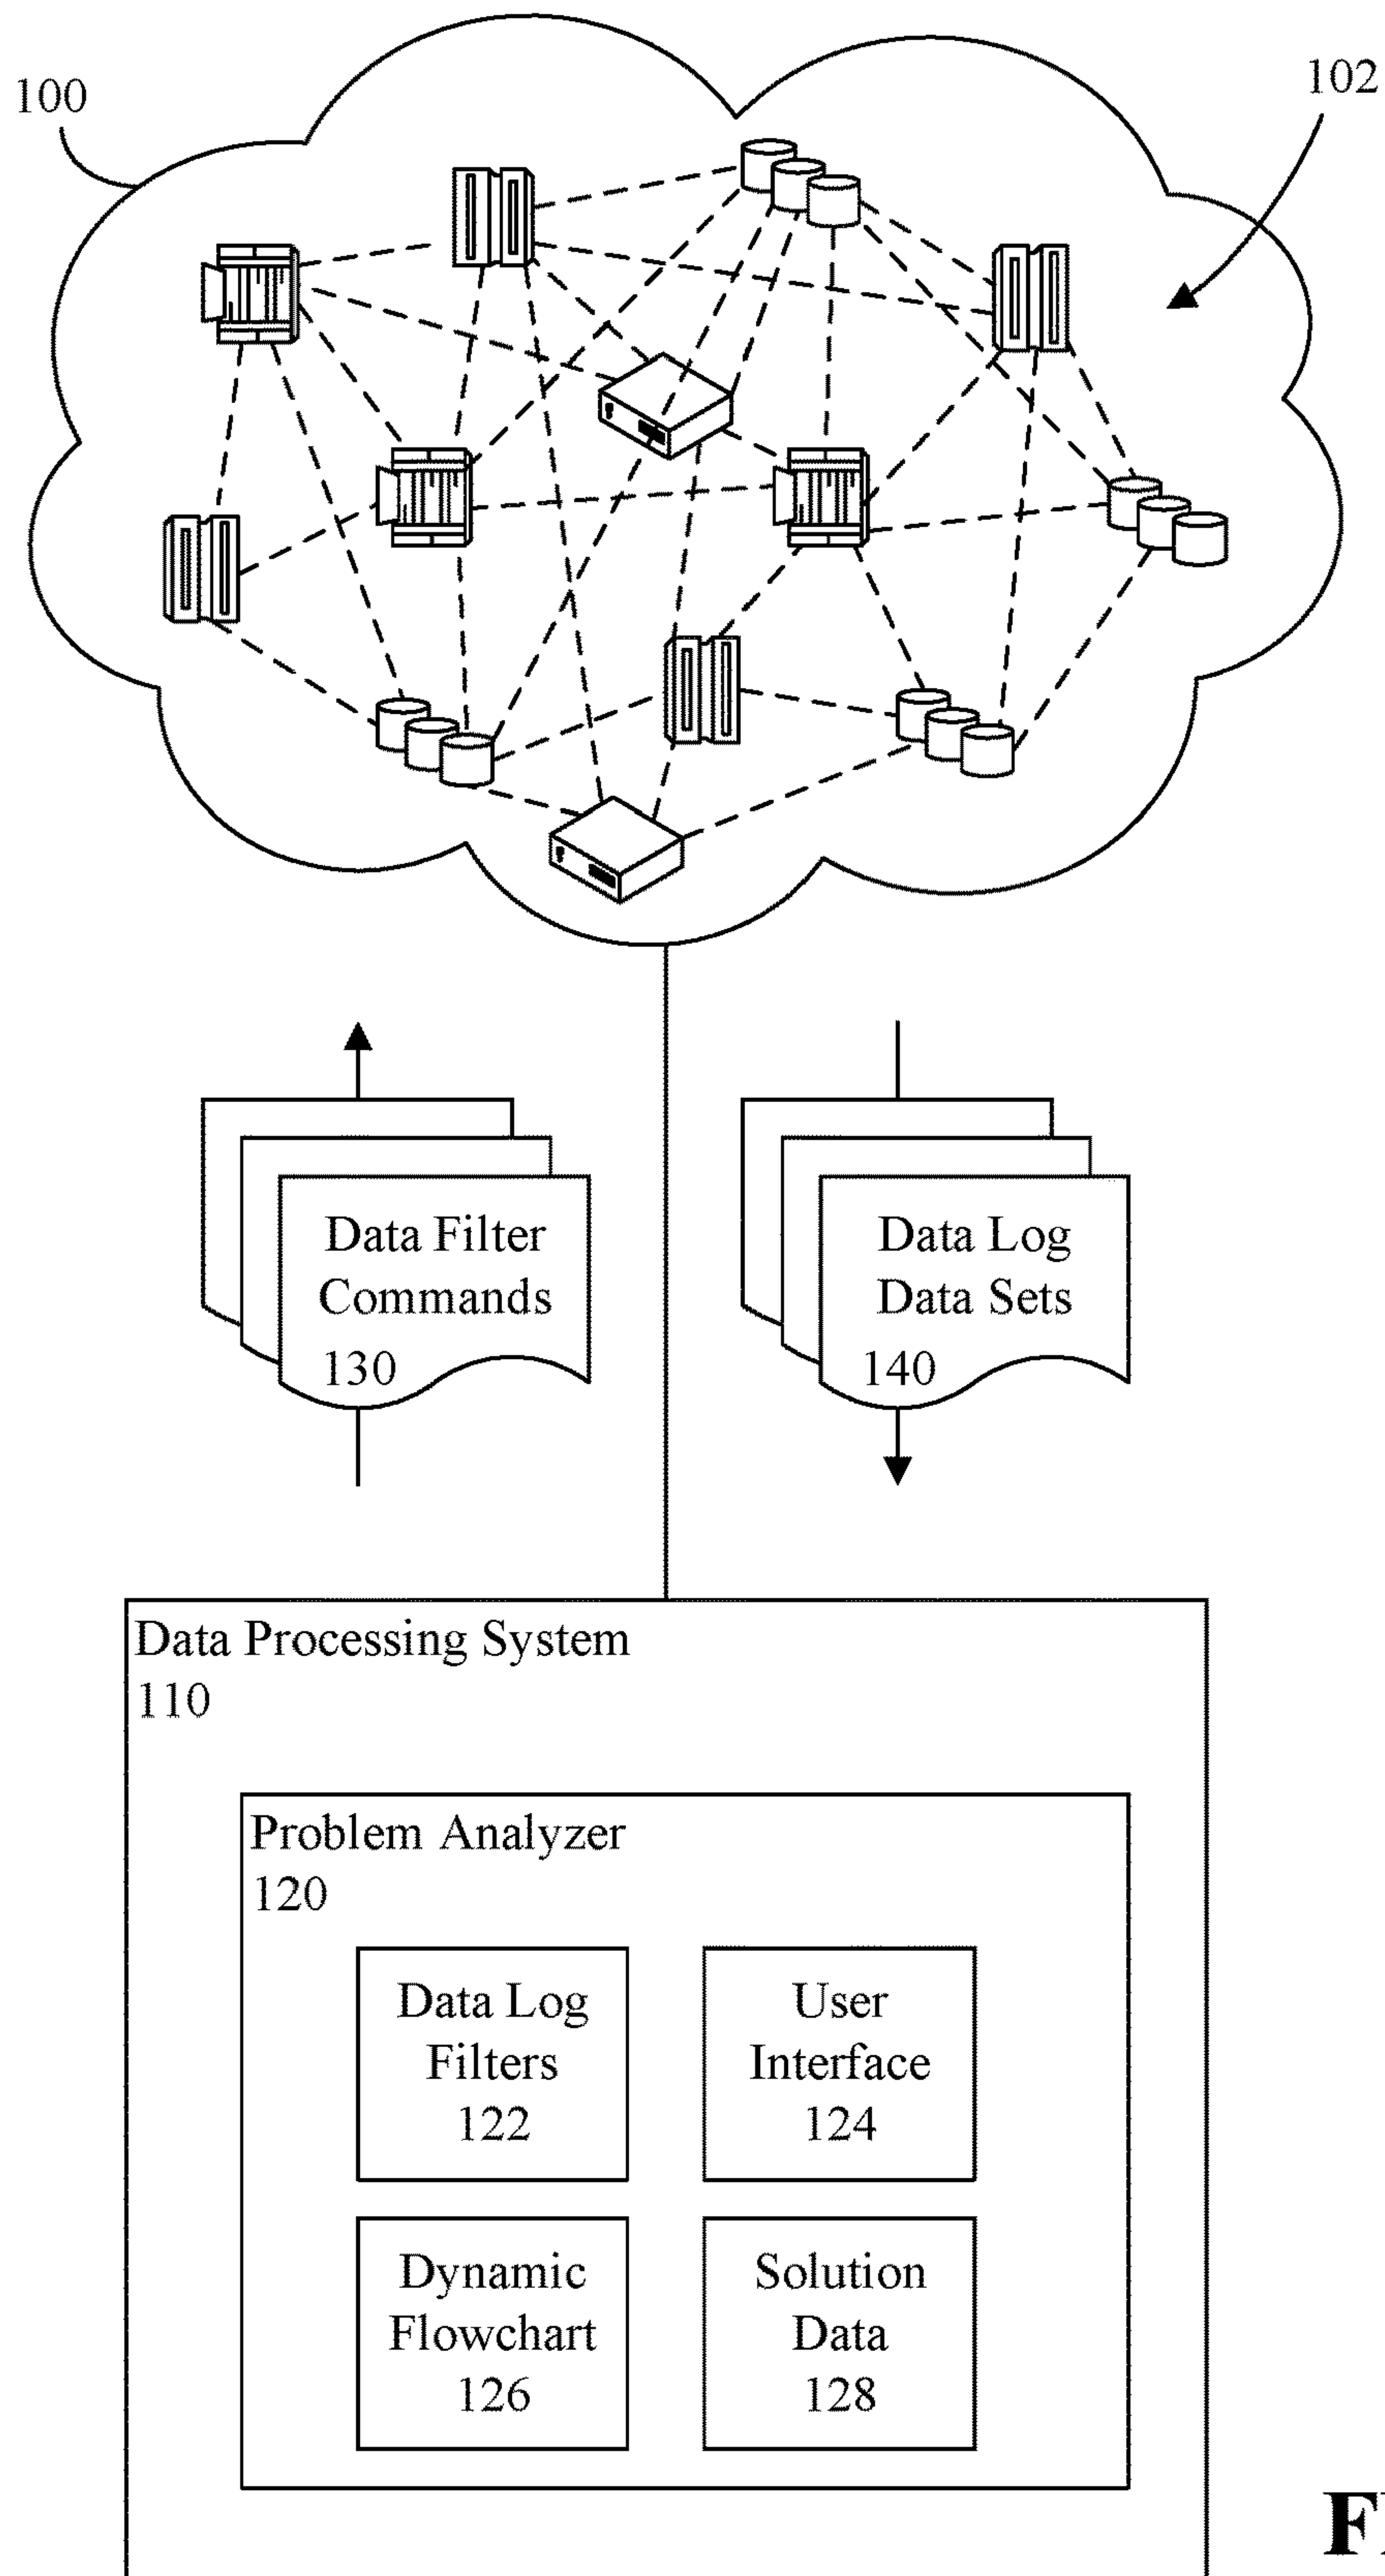 100
102
Data Filter
Commands
130
Data Log
Data Sets
140
Data Processing System
110
Problem Analyzer
120
Data Log
Filters
122
User
Interface
124
Dynamic
Flowchart
126
Solution
Data
128